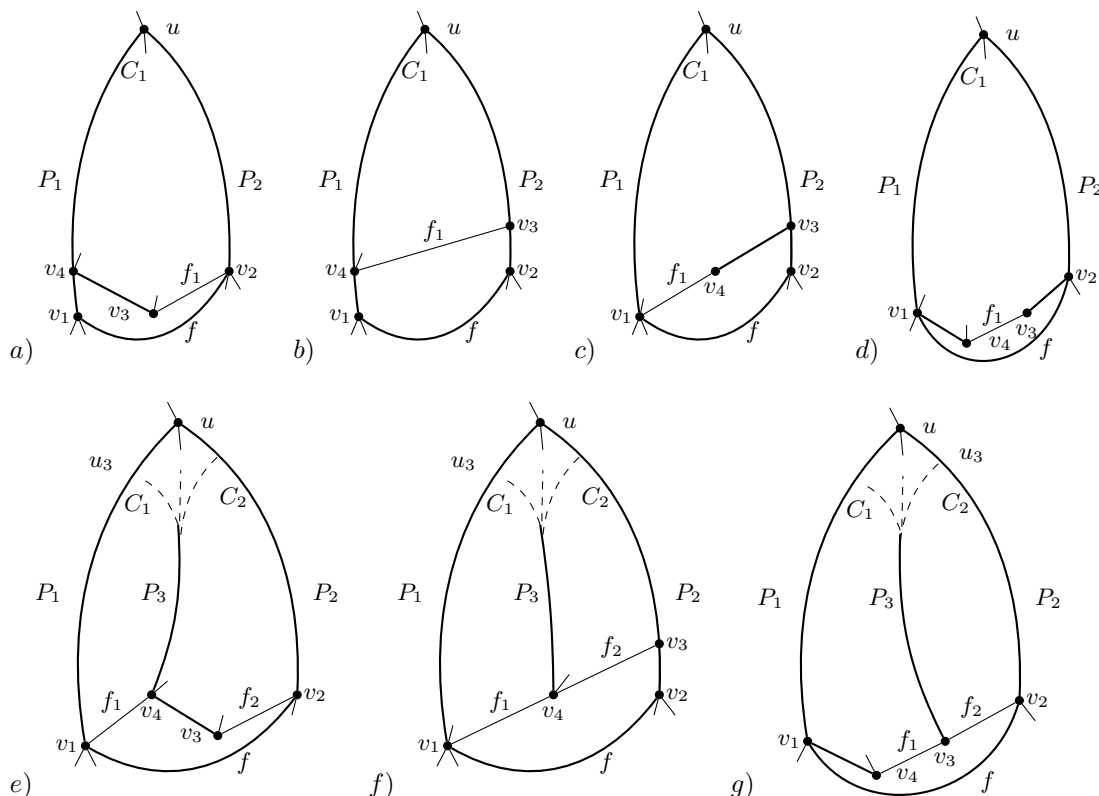 u
C₁
P₁ P₂
v₄ f₁ v₂
v₃
v₁
f
a)
u
C₁
P₁ P₂
f₁ v₃
v₄ v₂
v₁
f
b)
u
C₁
P₁ P₂
v₃
f₁ v₄ v₂
v₁
f
c)
u
C₁
P₁ P₂
v₂
v₁ f₁
v₄ v₃
f
d)
u
u₃
C₁ C₂
P₁ P₃ P₂
f₁ f₂ v₂
v₄
v₃
v₁
f
e)
u
u₃
C₁ C₂
P₁ P₃ P₂
f₂ v₃
f₁ v₂
v₄
v₁
f
f)
u
u₃
C₁ C₂
P₁ P₃ P₂
f₂ v₂
v₁ f₁
v₄ v₃
f
g)